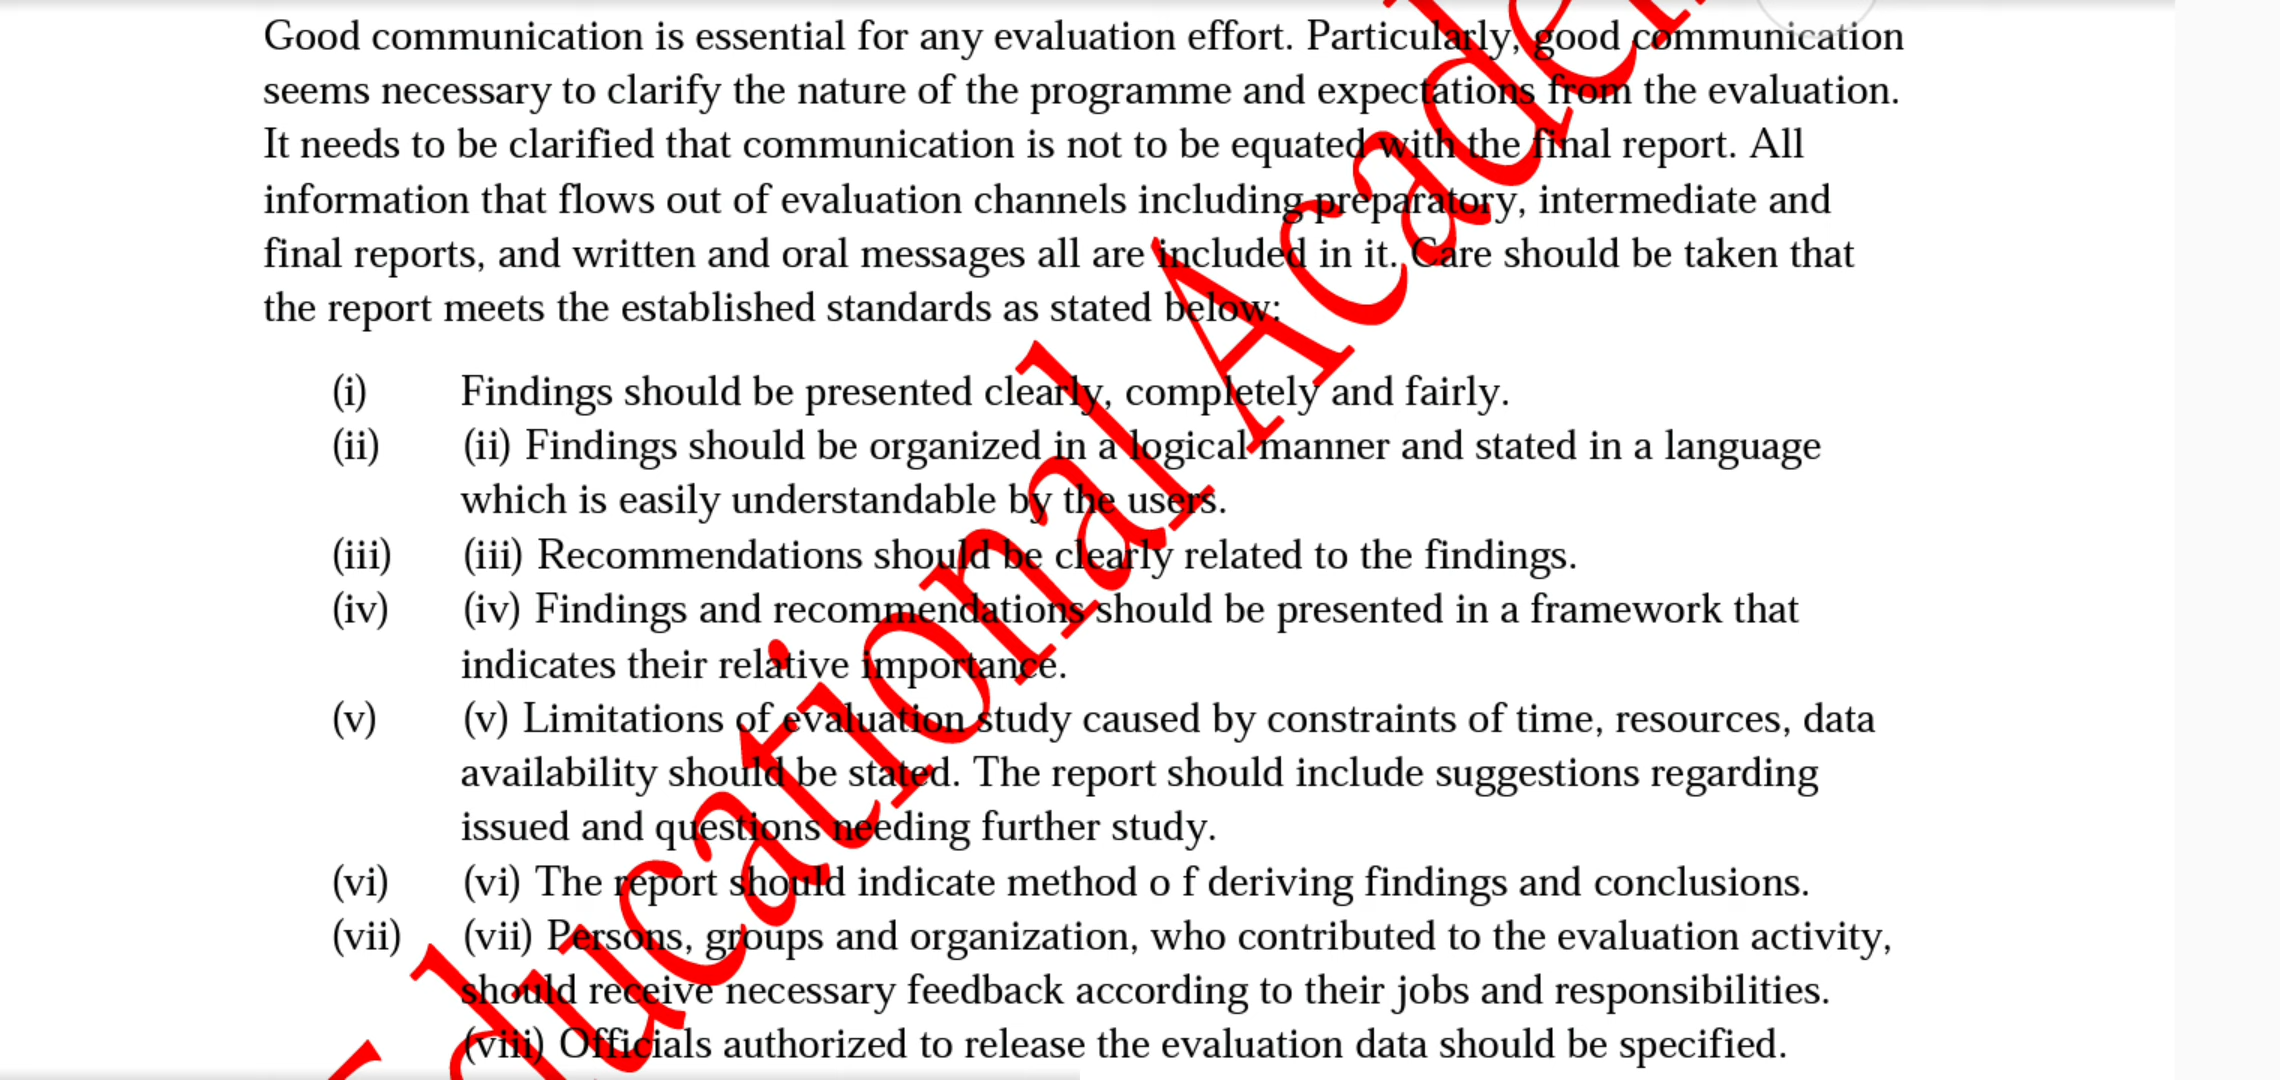 Good communication is essential for any evaluation effort. Particularly, good communication
seems necessary to clarify the nature of the programme and expectations from the evaluation.
It needs to be clarified that communication is not to be equated with the final report. All
information that flows out of evaluation channels including preparatory, intermediate and
final reports, and written and oral messages all are included in it. Care should be taken that
the report meets the established standards as stated below:
(i) Findings should be presented clearly, completely and fairly.
(ii) (ii) Findings should be organized in a logical manner and stated in a language
which is easily understandable by the users.
(iii) (iii) Recommendations should be clearly related to the findings.
(iv) (iv) Findings and recommendations should be presented in a framework that
indicates their relative importance.
(v) (v) Limitations of evaluation study caused by constraints of time, resources, data
availability should be stated. The report should include suggestions regarding
issued and questions needing further study.
(vi) (vi) The report should indicate method o f deriving findings and conclusions.
(vii) (vii) Persons, groups and organization, who contributed to the evaluation activity,
should receive necessary feedback according to their jobs and responsibilities.
(viii) Officials authorized to release the evaluation data should be specified.
Educational